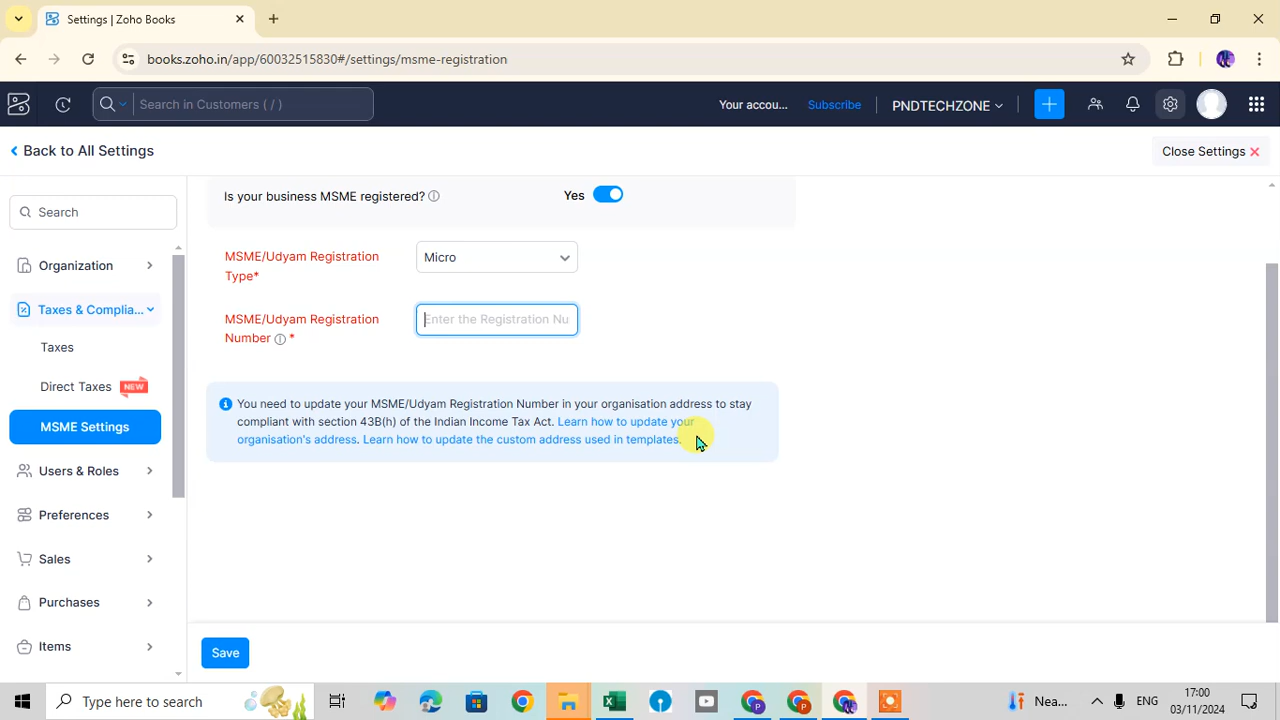 Settings | Zoho Books
books.zoho.in/app/60032515830#/settings/msme-registration
Search in Customers ( / )
Your accou...
Subscribe
PNDTECHZONE
Back to All Settings
Close Settings
Search
Organization
Taxes & Complia...
Taxes
Direct Taxes NEW
MSME Settings
Users & Roles
Preferences
Sales
Purchases
Items
Is your business MSME registered?
Yes
MSME/Udyam Registration
Type*
Micro
MSME/Udyam Registration
Number *
Enter the Registration Nu
You need to update your MSME/Udyam Registration Number in your organisation address to stay
compliant with section 43B(h) of the Indian Income Tax Act. Learn how to update your
organisation's address. Learn how to update the custom address used in templates.
Save
Type here to search
Nea...
ENG
17:00
03/11/2024